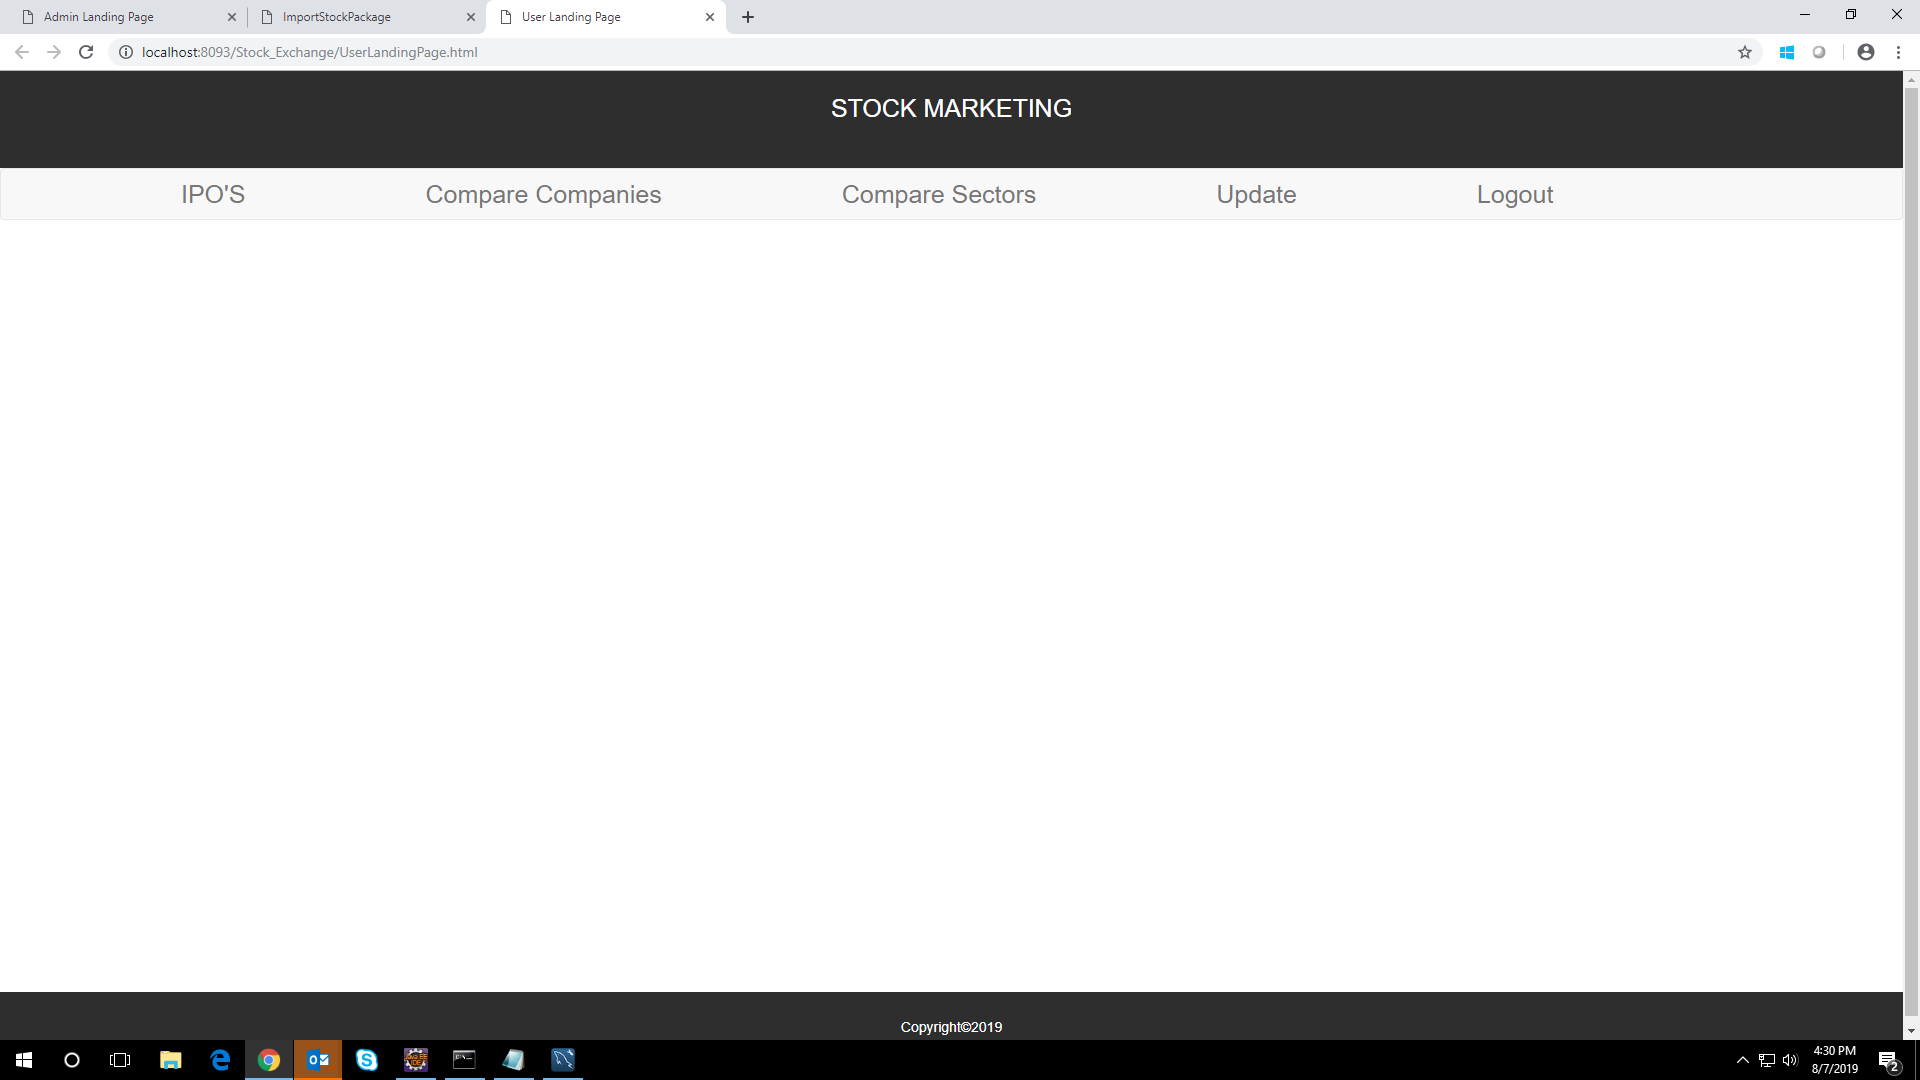 Admin Landing Page
ImportStockPackage
User Landing Page
localhost:8093/Stock_Exchange/UserLandingPage.html
STOCK MARKETING
IPO'S Compare Companies Compare Sectors Update Logout
Copyright©2019
4:30 PM
8/7/2019
2